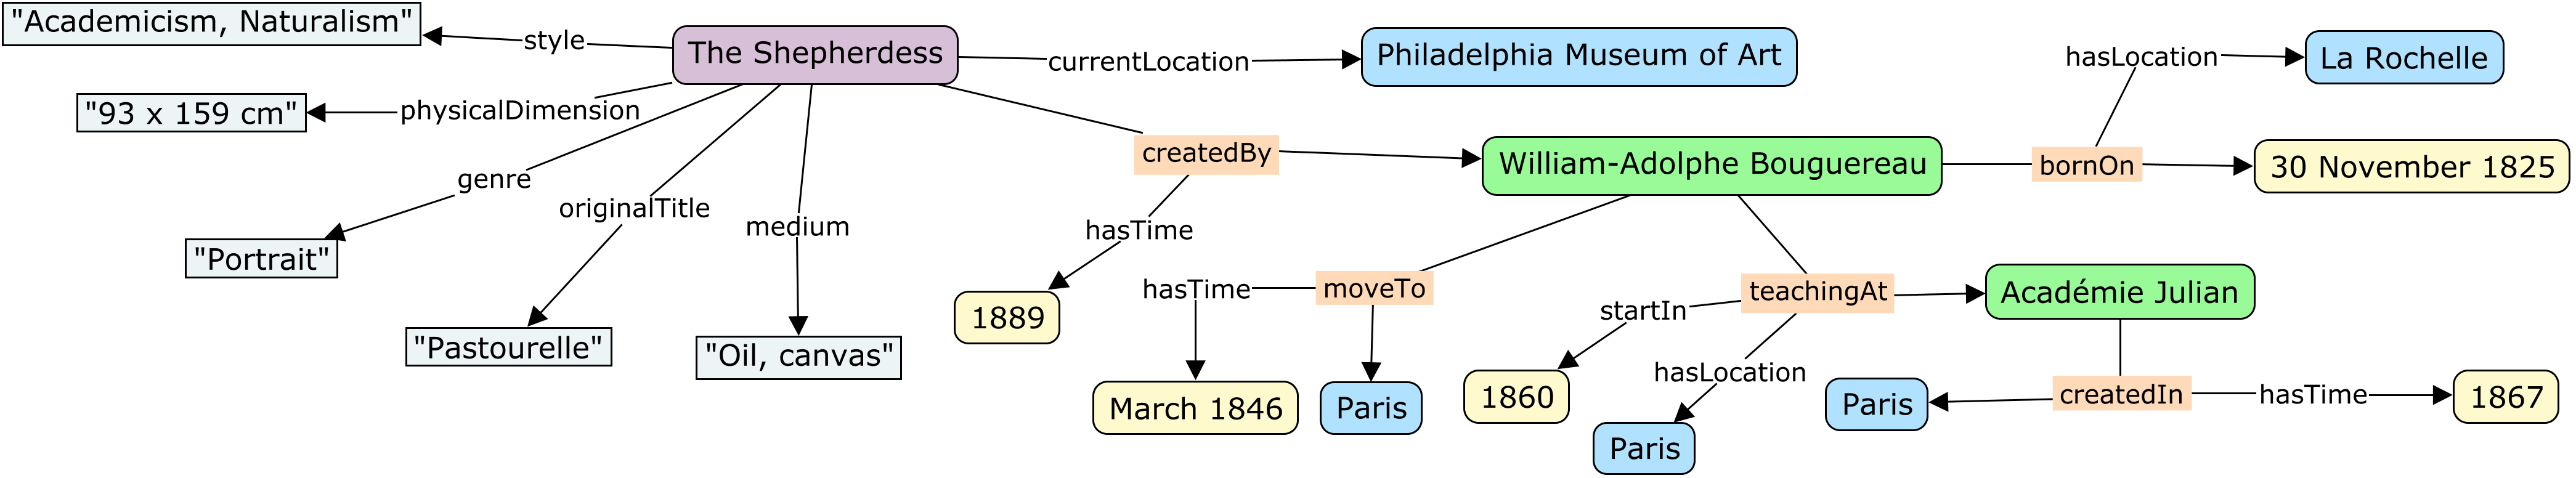 "Academicism, Naturalism"
style
The Shepherdess
currentLocation
Philadelphia Museum of Art
hasLocation
La Rochelle
"93 x 159 cm"
physicalDimension
createdBy
William-Adolphe Bouguereau
bornOn
30 November 1825
genre
originalTitle
medium
hasTime
"Portrait"
hasTime
moveTo
teachingAt
Académie Julian
1889
startIn
"Pastourelle"
"Oil, canvas"
hasLocation
March 1846
Paris
1860
Paris
createdIn
hasTime
1867
Paris